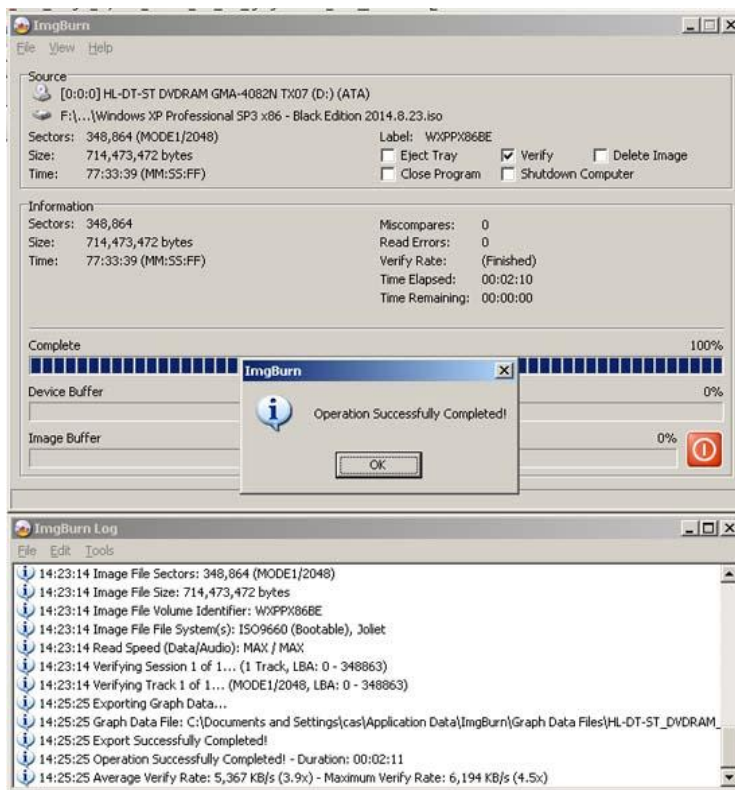 ImgBurn
File View Help
Source
[0:0:0] HL-DT-ST DVDRAM GMA-4082N TX07 (D:) (ATA)
F:\...\Windows XP Professional SP3 x86 - Black Edition 2014.8.23.iso
Sectors: 348,864 (MODE1/2048) Label: WXPPX86BE
Size: 714,473,472 bytes Eject Tray Verify Delete Image
Time: 77:33:39 (MM:SS:FF) Close Program Shutdown Computer
Information
Sectors: 348,864 Miscompares: 0
Size: 714,473,472 bytes Read Errors: 0
Time: 77:33:39 (MM:SS:FF) Verify Rate: (Finished)
Time Elapsed: 00:02:10
Time Remaining: 00:00:00
Complete 100%
ImgBurn
Device Buffer 0%
Operation Successfully Completed!
Image Buffer 0%
OK
ImgBurn Log
File Edit Tools
14:23:14 Image File Sectors: 348,864 (MODE1/2048)
14:23:14 Image File Size: 714,473,472 bytes
14:23:14 Image File Volume Identifier: WXPPX86BE
14:23:14 Image File File System(s): ISO9660 (Bootable), Joliet
14:23:14 Read Speed (Data/Audio): MAX / MAX
14:23:14 Verifying Session 1 of 1... (1 Track, LBA: 0 - 348863)
14:23:14 Verifying Track 1 of 1... (MODE1/2048, LBA: 0 - 348863)
14:25:25 Exporting Graph Data...
14:25:25 Graph Data File: C:\Documents and Settings\cas\Application Data\ImgBurn\Graph Data Files\HL-DT-ST_DVDRAM_
14:25:25 Export Successfully Completed!
14:25:25 Operation Successfully Completed! - Duration: 00:02:11
14:25:25 Average Verify Rate: 5,367 KB/s (3.9x) - Maximum Verify Rate: 6,194 KB/s (4.5x)